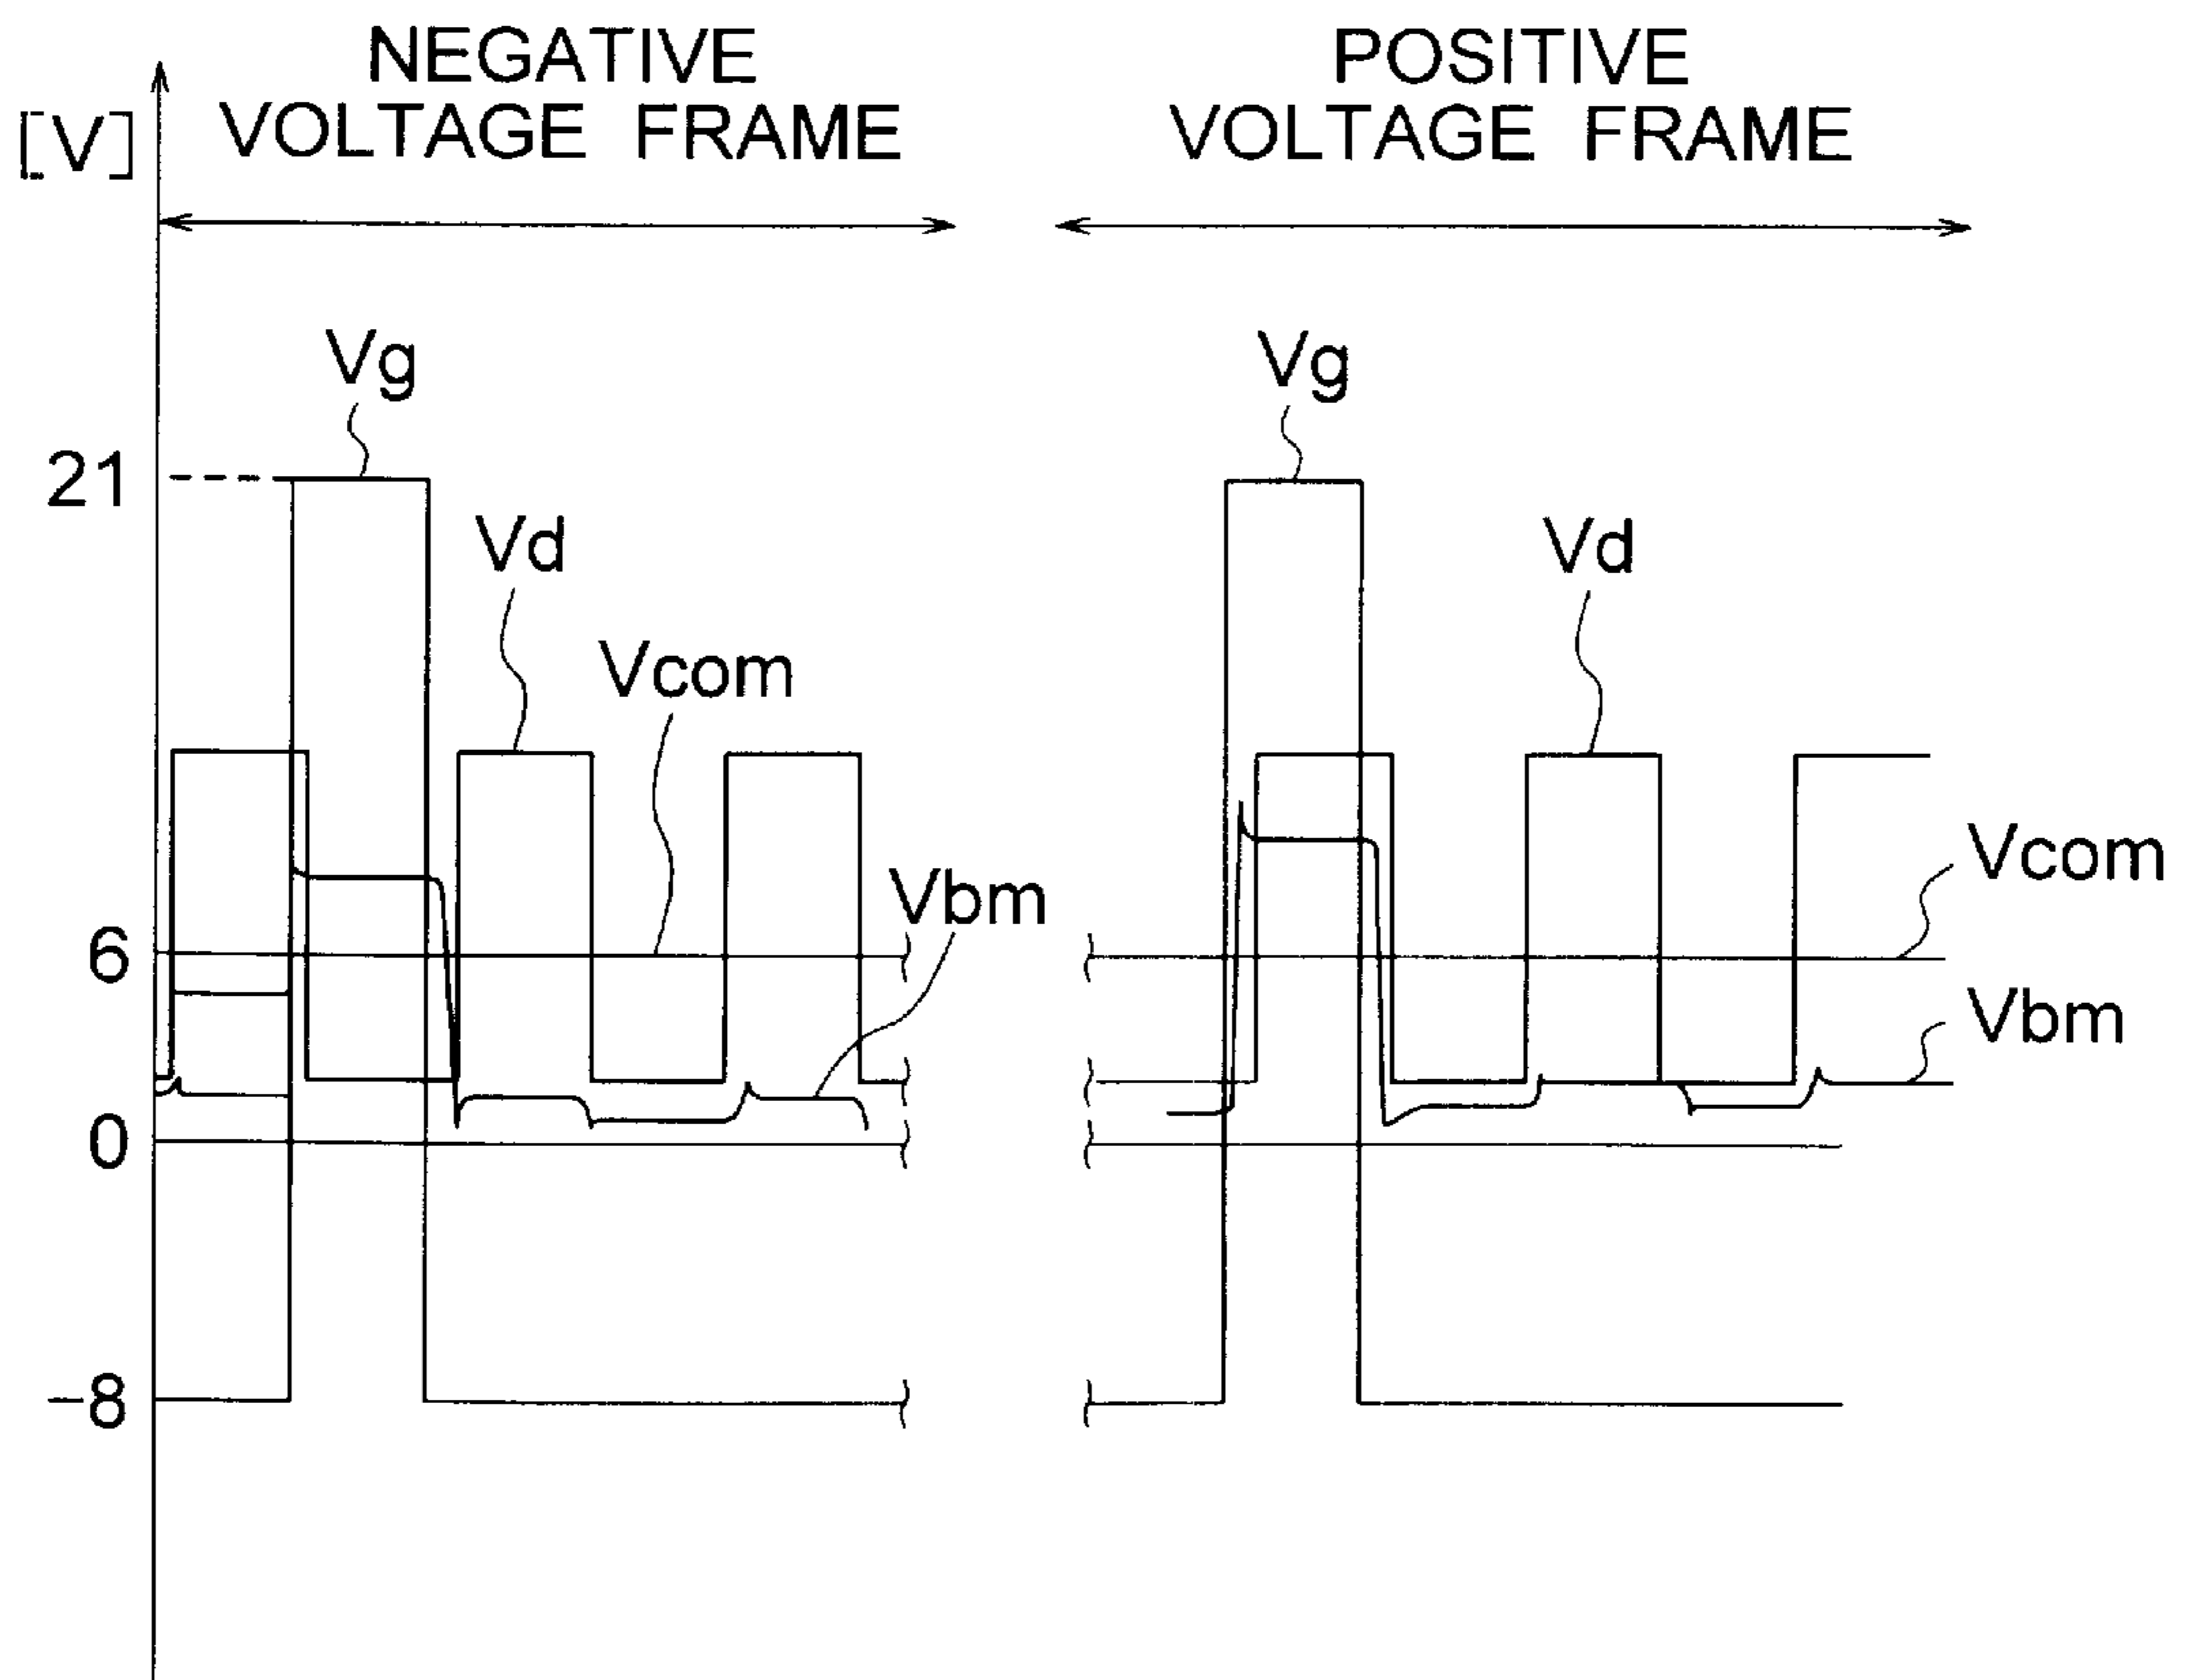 NEGATIVE
VOLTAGE FRAME
POSITIVE
VOLTAGE FRAME
[V]
Vg
Vg
21
Vd
Vd
Vcom
Vcom
Vbm
6
Vbm
0
-8